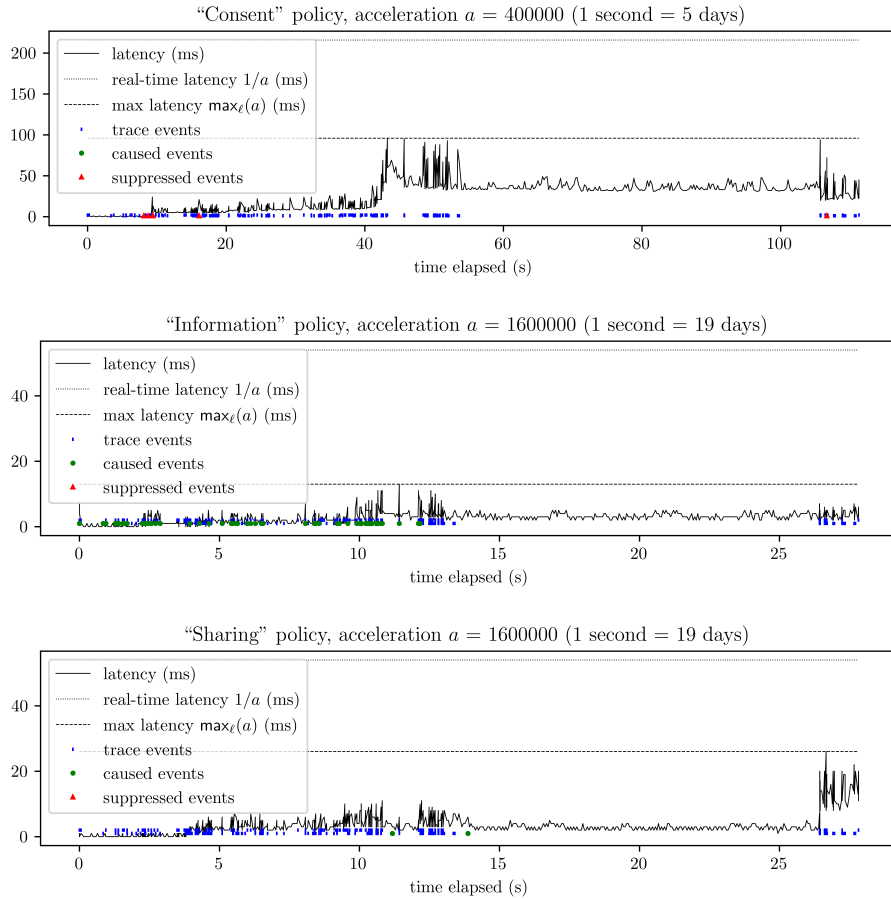 “Consent” policy, acceleration a = 400000 (1 second = 5 days)
200
150
100
50
0
latency (ms)
real-time latency 1/a (ms)
max latency maxℓ(a) (ms)
trace events
caused events
suppressed events
0 20 40 60 80 100
time elapsed (s)
“Information” policy, acceleration a = 1600000 (1 second = 19 days)
40
20
0
latency (ms)
real-time latency 1/a (ms)
max latency maxℓ(a) (ms)
trace events
caused events
suppressed events
0 5 10 15 20 25
time elapsed (s)
“Sharing” policy, acceleration a = 1600000 (1 second = 19 days)
40
20
0
latency (ms)
real-time latency 1/a (ms)
max latency maxℓ(a) (ms)
trace events
caused events
suppressed events
0 5 10 15 20 25
time elapsed (s)